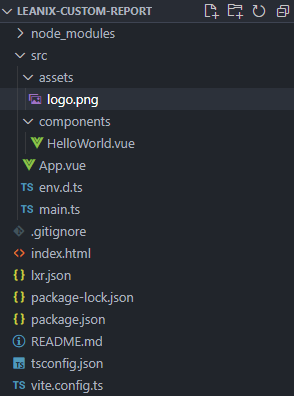 LEANIX-CUSTOM-REPORT
node_modules
src
assets
logo.png
components
HelloWorld.vue
App.vue
TS env.d.ts
TS main.ts
.gitignore
<> index.html
{} lxr.json
{} package-lock.json
{} package.json
README.md
tsconfig.json
TS vite.config.ts